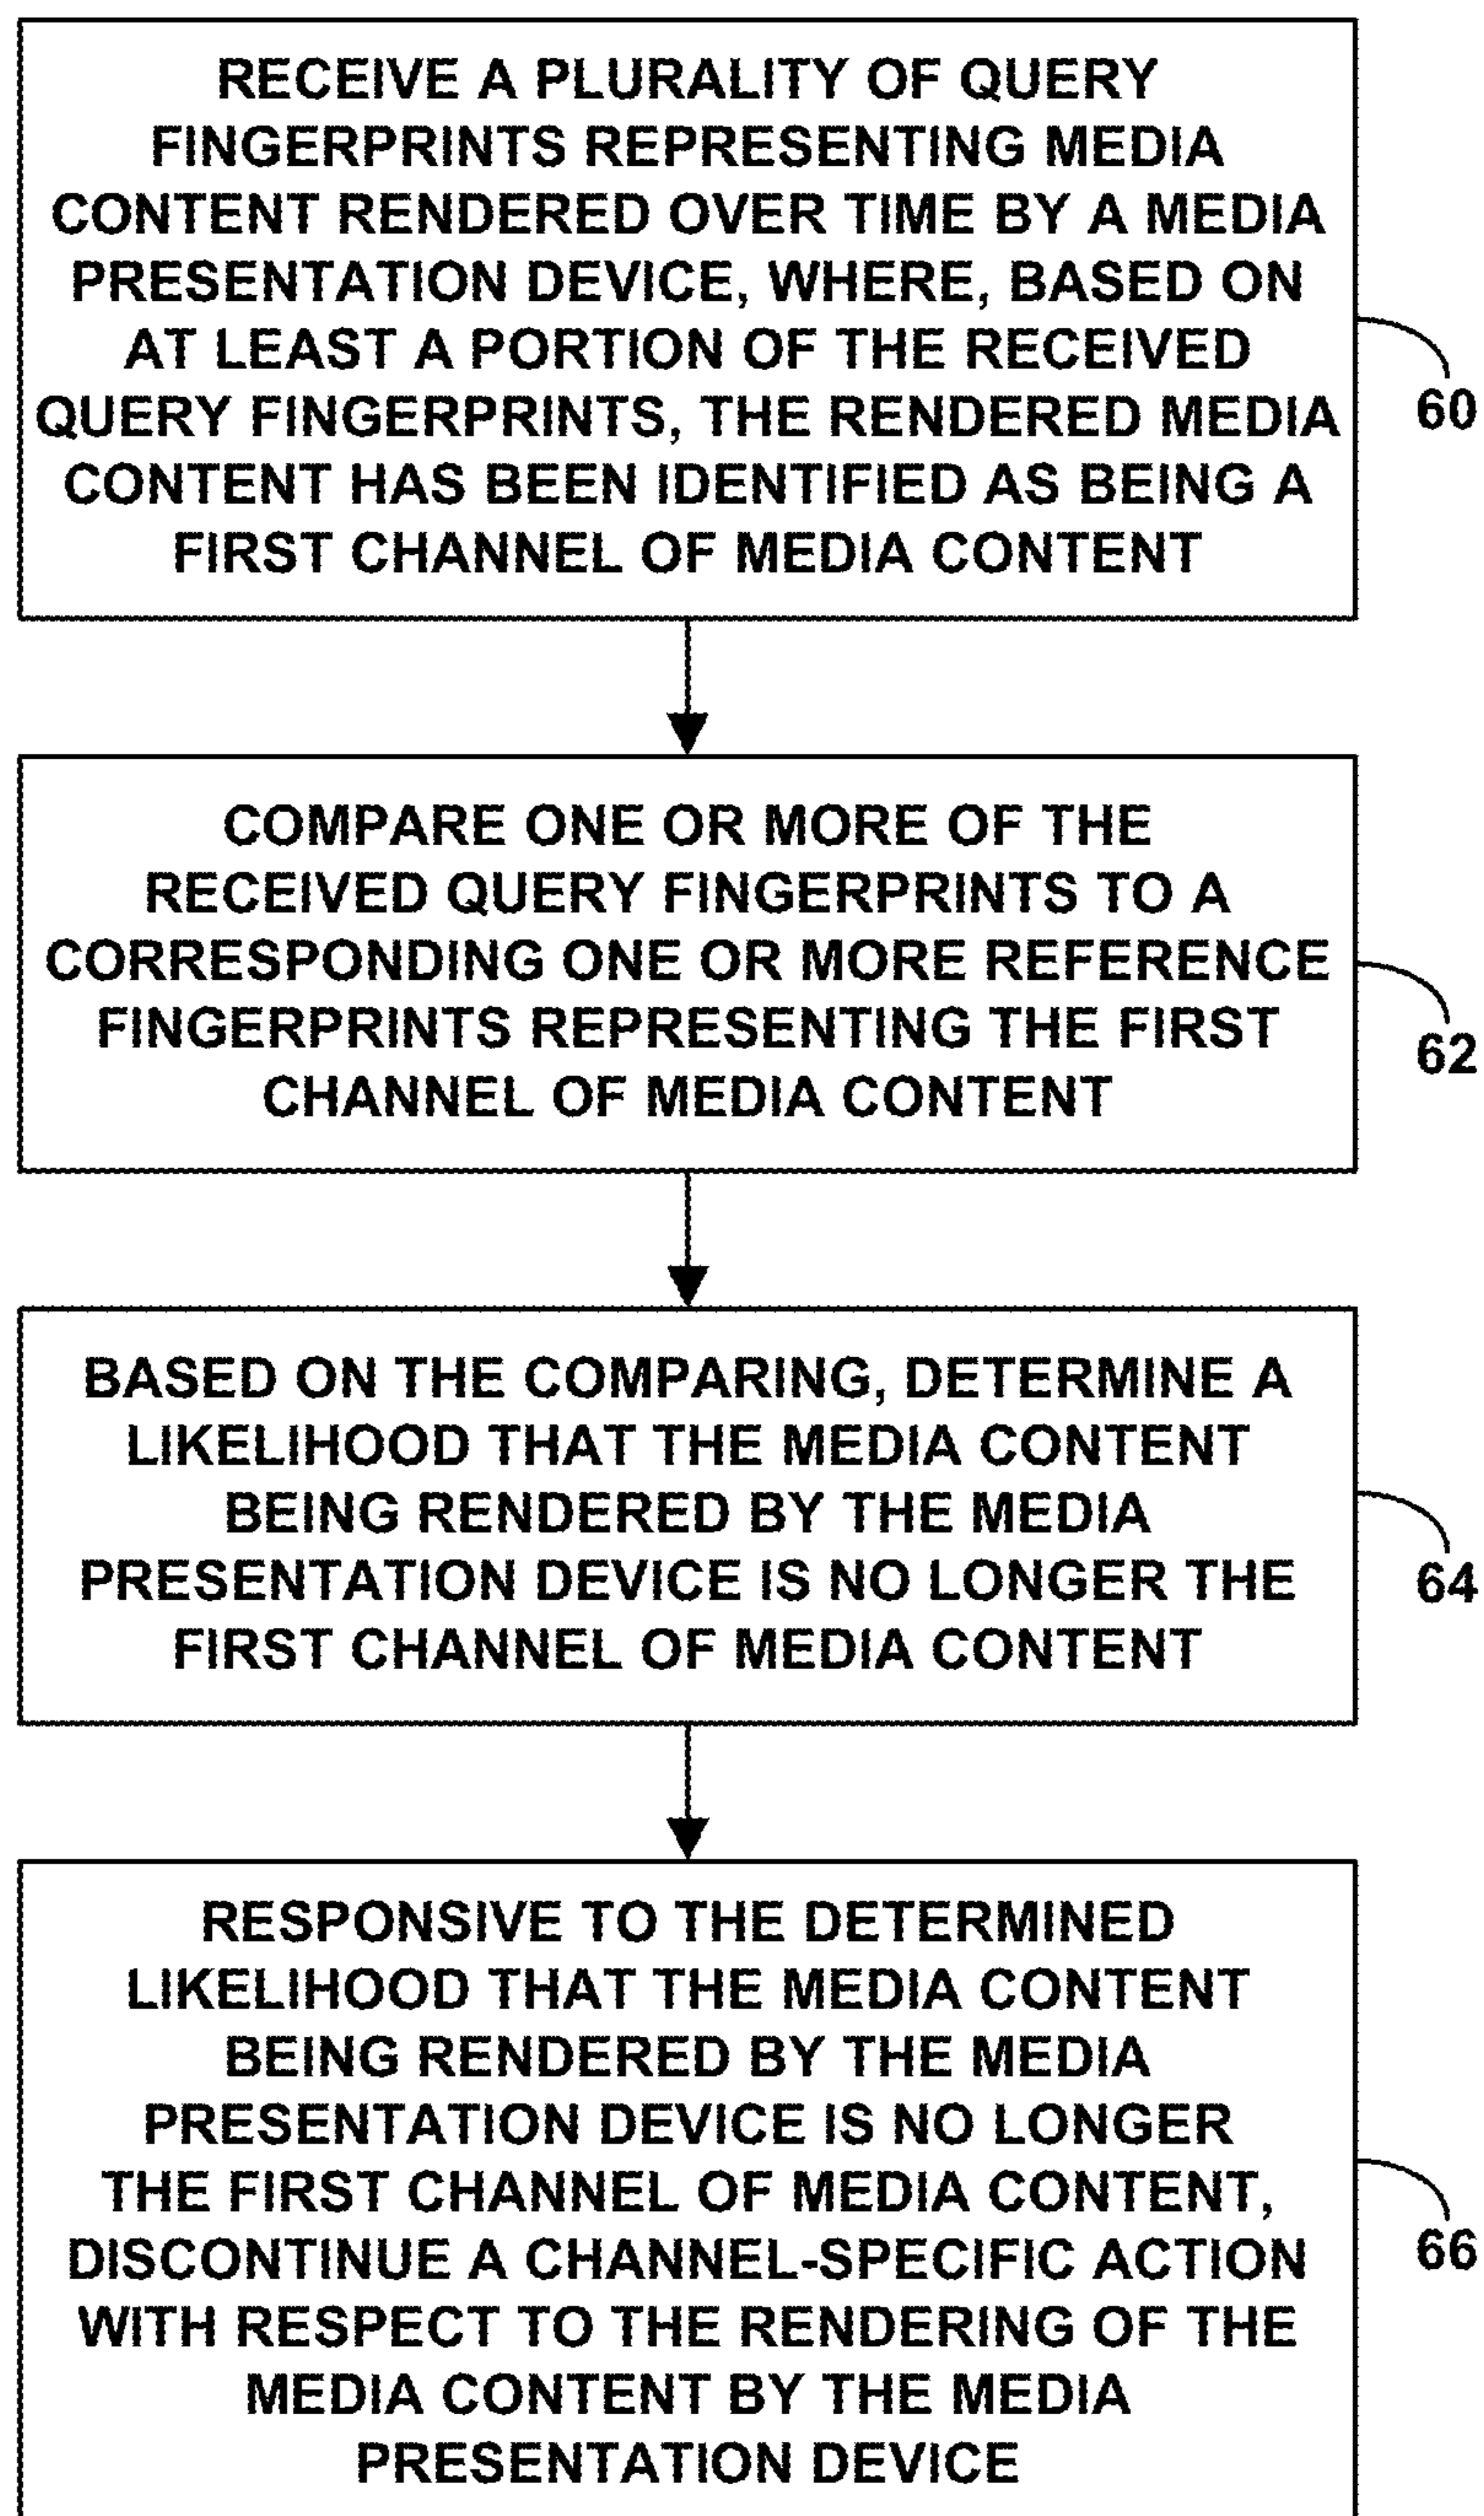 RECEIVE A PLURALITY OF QUERY
FINGERPRINTS REPRESENTING MEDIA
CONTENT RENDERED OVER TIME BY A MEDIA
PRESENTATION DEVICE, WHERE, BASED ON
AT LEAST A PORTION OF THE RECEIVED
QUERY FINGERPRINTS, THE RENDERED MEDIA
CONTENT HAS BEEN IDENTIFIED AS BEING A
FIRST CHANNEL OF MEDIA CONTENT
60
COMPARE ONE OR MORE OF THE
RECEIVED QUERY FINGERPRINTS TO A
CORRESPONDING ONE OR MORE REFERENCE
FINGERPRINTS REPRESENTING THE FIRST
CHANNEL OF MEDIA CONTENT
62
BASED ON THE COMPARING, DETERMINE A
LIKELIHOOD THAT THE MEDIA CONTENT
BEING RENDERED BY THE MEDIA
PRESENTATION DEVICE IS NO LONGER THE
FIRST CHANNEL OF MEDIA CONTENT
64
RESPONSIVE TO THE DETERMINED
LIKELIHOOD THAT THE MEDIA CONTENT
BEING RENDERED BY THE MEDIA
PRESENTATION DEVICE IS NO LONGER
THE FIRST CHANNEL OF MEDIA CONTENT,
DISCONTINUE A CHANNEL-SPECIFIC ACTION
WITH RESPECT TO THE RENDERING OF THE
MEDIA CONTENT BY THE MEDIA
PRESENTATION DEVICE
66